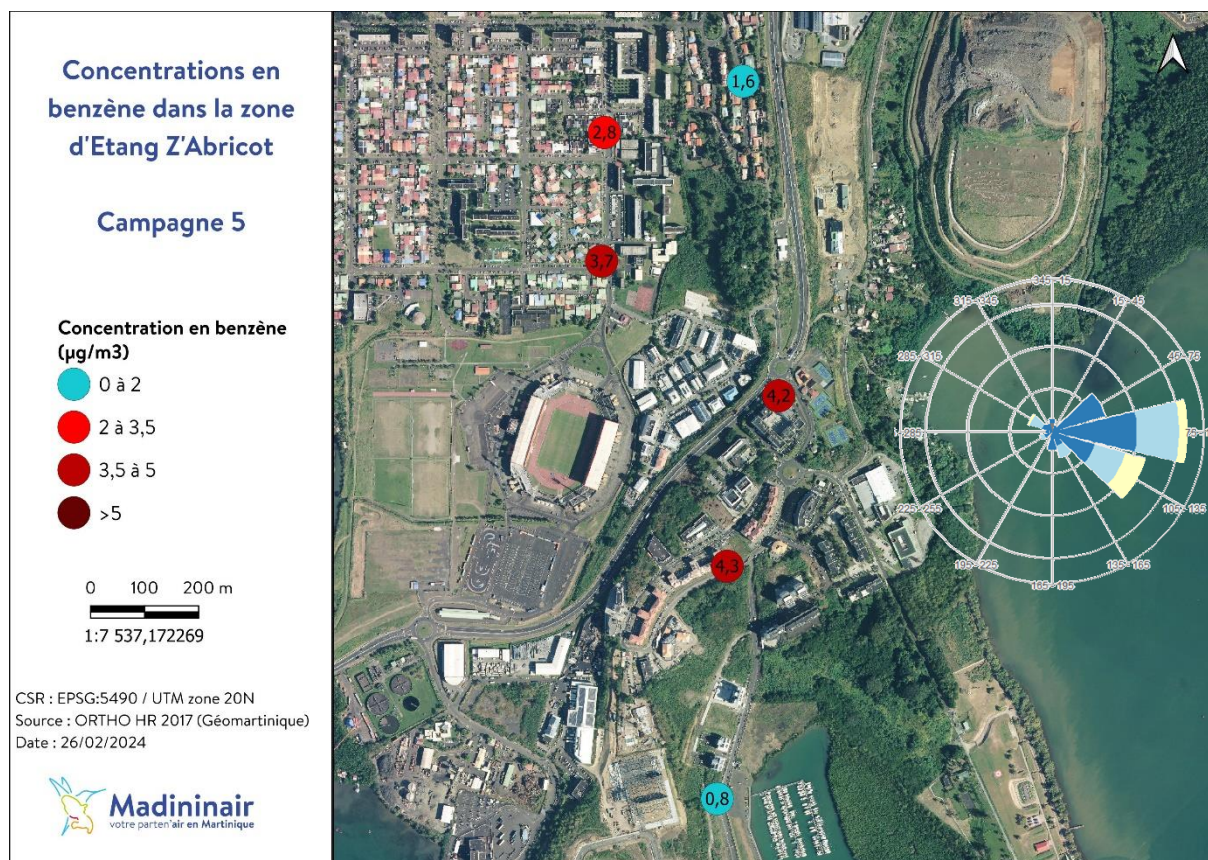 Concentrations en
benzène dans la zone
d'Etang Z'Abricot
Campagne 5
Concentration en benzène
(µg/m3)
0 à 2
2 à 3,5
3,5 à 5
>5
0 100 200 m
1:7 537,172269
CSR : EPSG:5490 / UTM zone 20N
Source : ORTHO HR 2017 (Géomartinique)
Date : 26/02/2024
Madininair
votre parten'air en Martinique
1,6
2,8
3,7
4,2
4,3
0,8
345 - 15
15 - 45
45 - 75
105 - 135
135 - 165
165 - 195
195 - 225
225 - 255
285 - 315
315 - 345